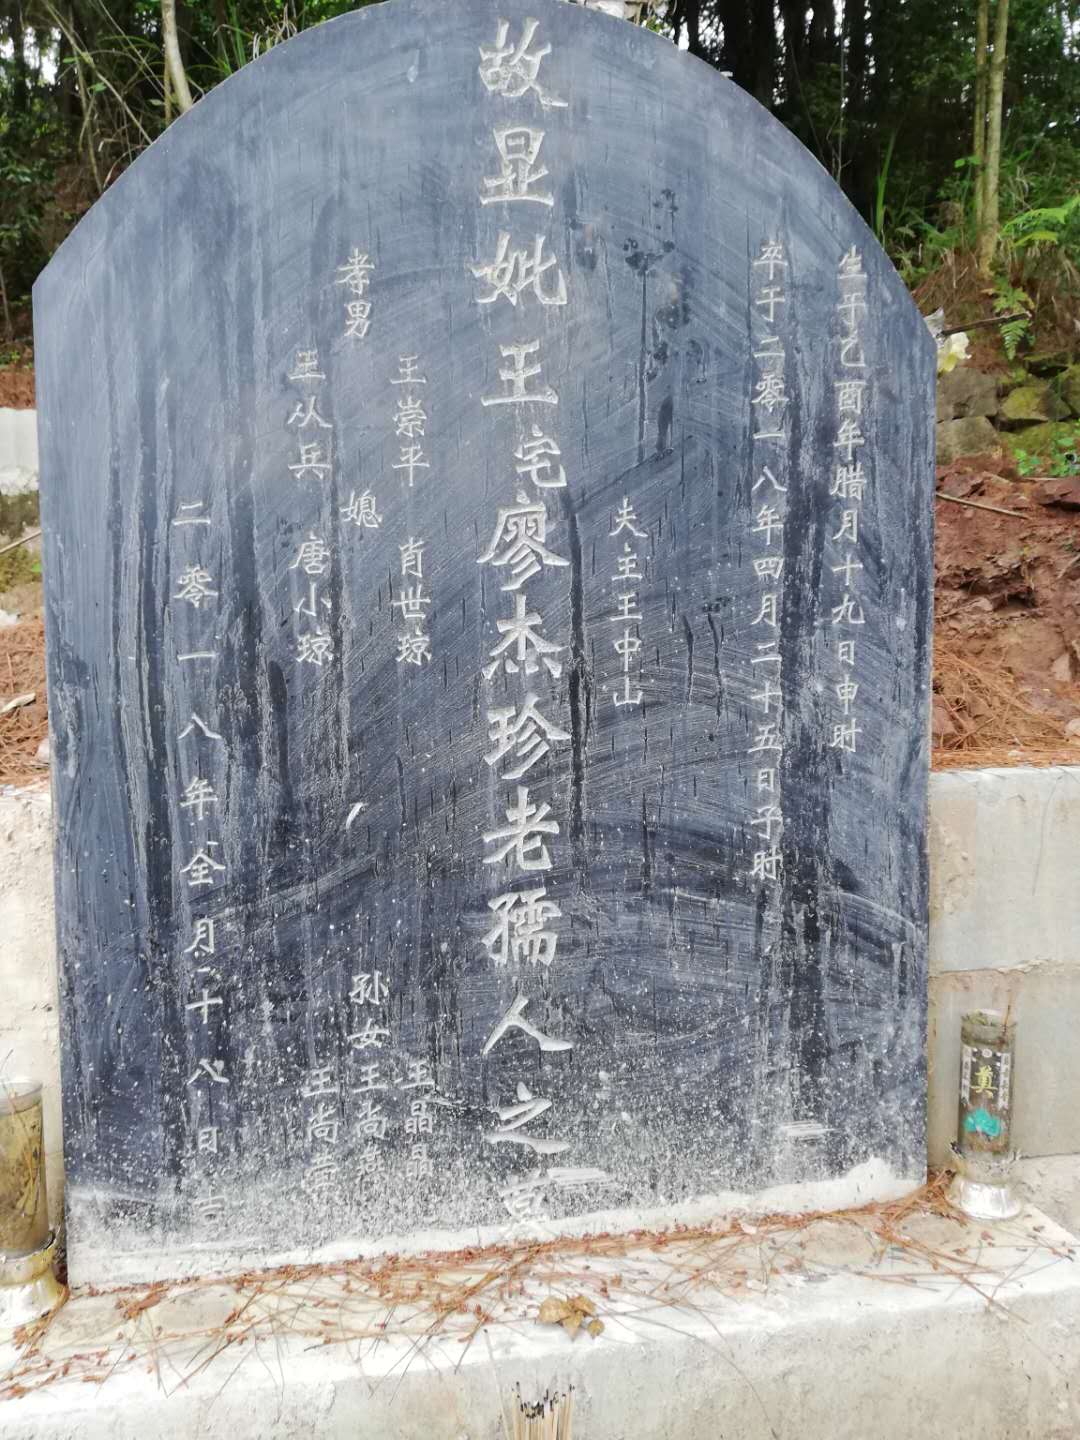 生于乙酉年腊月十九日申时
卒于二零一八年四月二十五日子时
夫主王中山
故显妣王宅廖杰珍老孺人之墓
王崇平 肖世琼
孝男 媳
王从兵 唐小琼
王晶晶
孙女王尚燕
王尚崇
二零一八年全月二十八日吉
奠